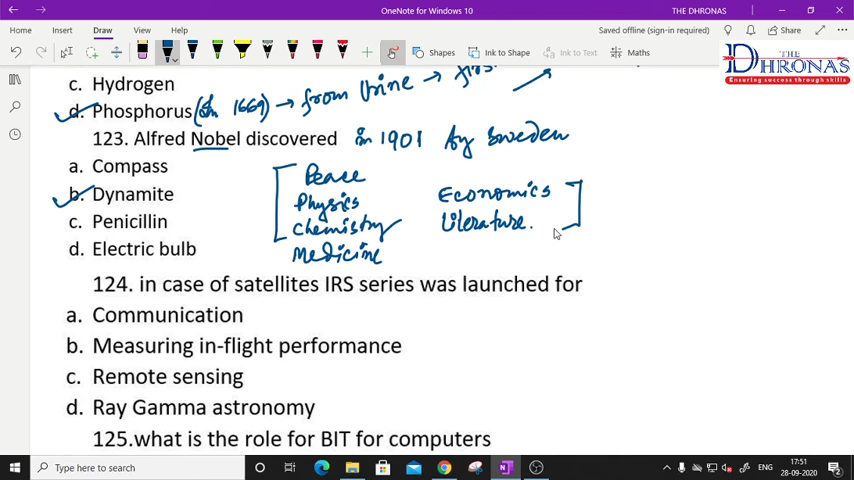 OneNote for Windows 10
THE DHRONAS
Home Insert Draw View Help
Saved offline (sign-in required) Share
Shapes Ink to Shape Ink to Text Maths
THE DHRONAS
Ensuring success through skills
c. Hydrogen
d. Phosphorus (In 1669) → from Urine →
123. Alfred Nobel discovered in 1901 by Sweden
a. Compass
Peace
b. Dynamite
Economics
Physics
c. Penicillin
Literature.
Chemistry
d. Electric bulb
Medicine
124. in case of satellites IRS series was launched for
a. Communication
b. Measuring in-flight performance
c. Remote sensing
d. Ray Gamma astronomy
125.what is the role for BIT for computers
Type here to search
ENG
17:51
28-09-2020